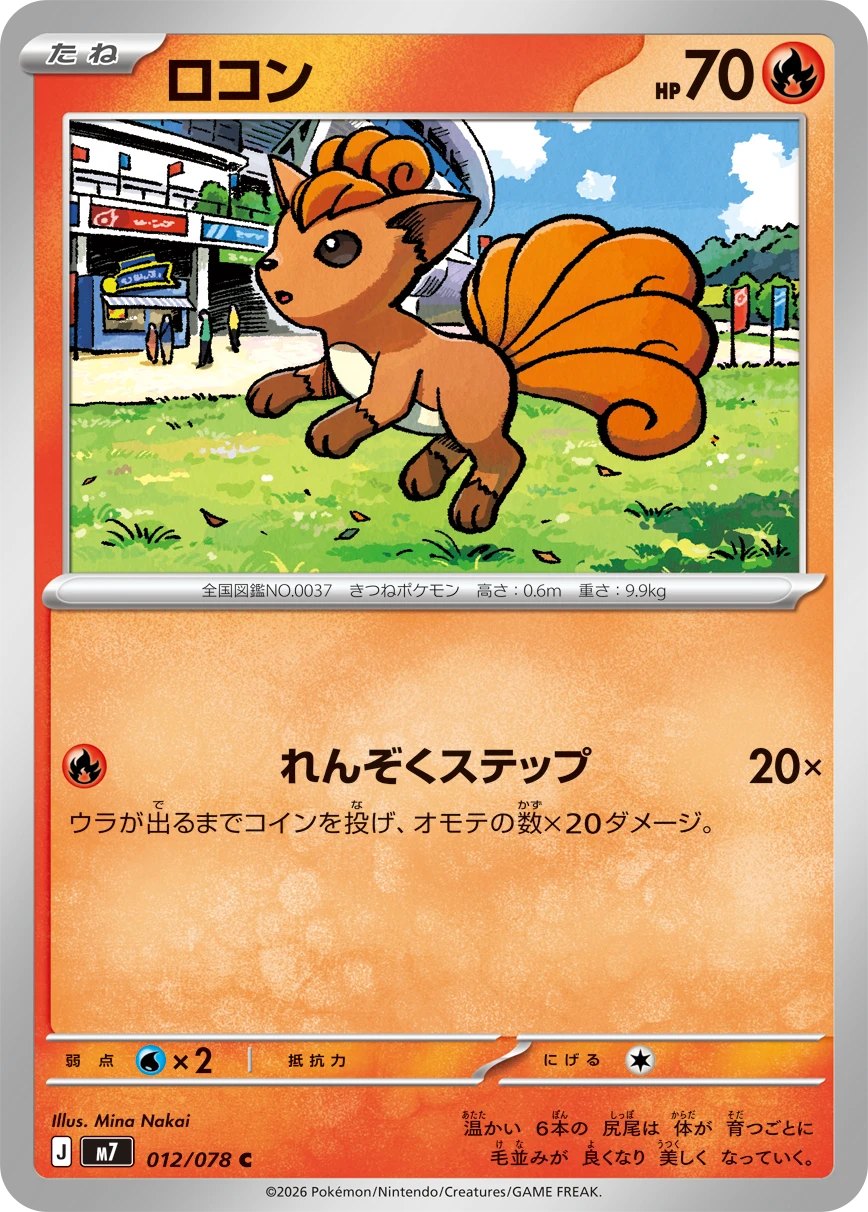 たね
ロコン
HP70
全国図鑑NO.0037 きつねポケモン 高さ：0.6m 重さ：9.9kg
れんぞくステップ 20×
ウラが出るまでコインを投げ、オモテの数×20ダメージ。
弱点 ×2 抵抗力 にげる
Illus. Mina Nakai
J m7 012/078 C
温かい 6本の 尻尾は 体が 育つごとに
毛並みが 良くなり 美しく なっていく。
©2026 Pokémon/Nintendo/Creatures/GAME FREAK.